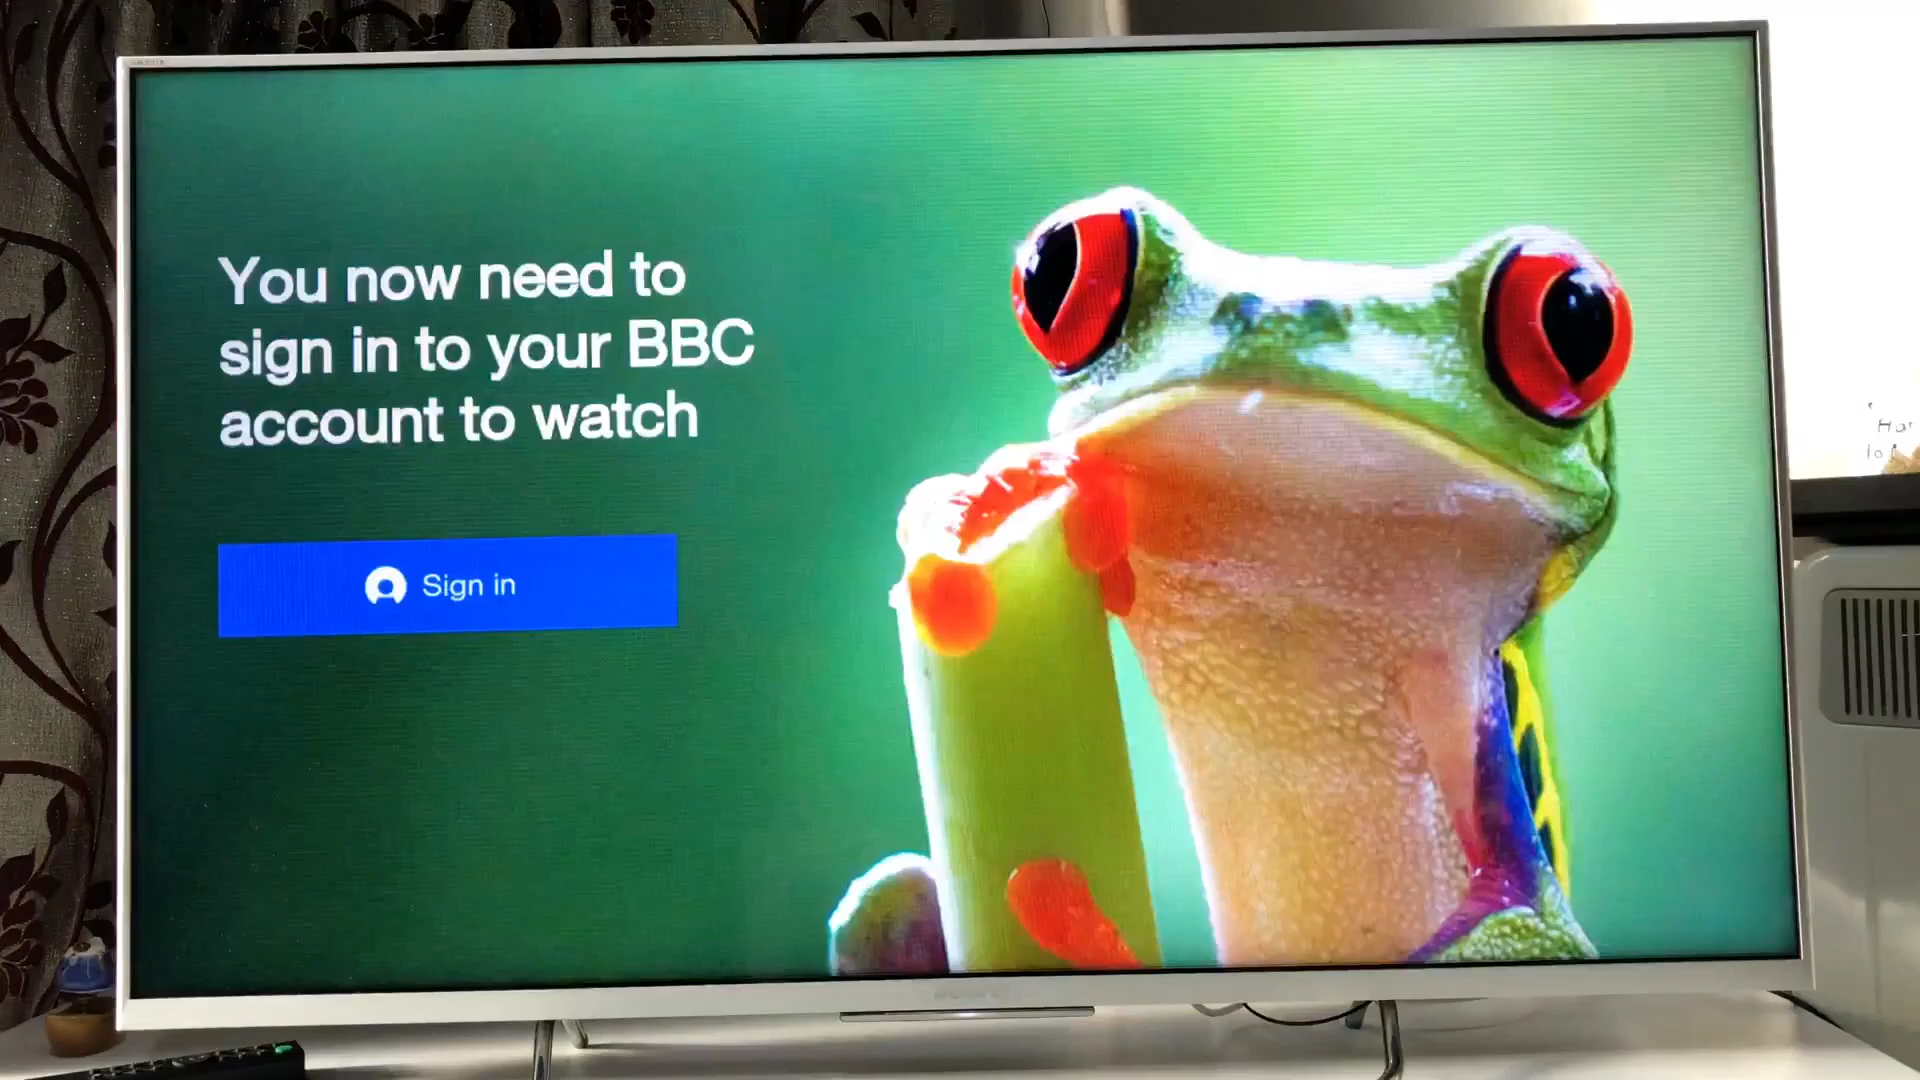 You now need to
sign in to your BBC
account to watch
Sign in